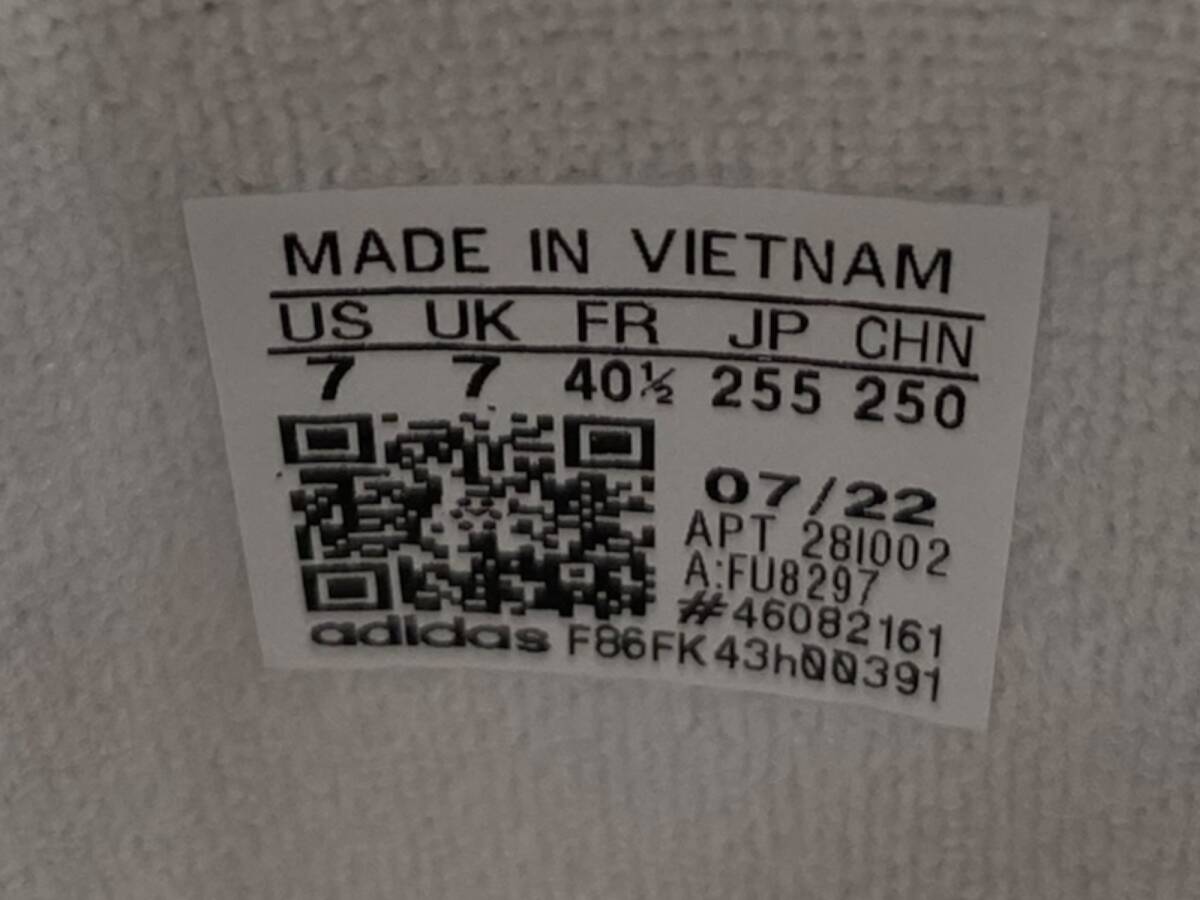 MADE IN VIETNAM
US UK FR JP CHN
7 7 40½ 255 250
07/22
APT 28I002
A:FU8297
#46082161
adidas F86FK43h00391